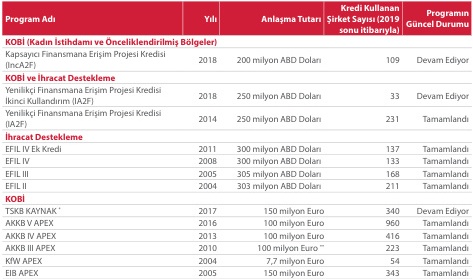 Program Adı Yılı Anlaşma Tutarı Kredi Kullanan Şirket Sayısı (2019 sonu itibarıyla) Programın Güncel Durumu
KOBİ (Kadın İstihdamı ve Önceliklendirilmiş Bölgeler)
Kapsayıcı Finansmana Erişim Projesi Kredisi
(IncA2F) 2018 200 milyon ABD Doları 109 Devam Ediyor
KOBİ ve İhracat Destekleme
Yenilikçi Finansmana Erişim Projesi Kredisi
İkinci Kullandırım (IA2F) 2018 250 milyon ABD Doları 33 Devam Ediyor
Yenilikçi Finansmana Erişim Projesi Kredisi
(IA2F) 2014 250 milyon ABD Doları 231 Tamamlandı
İhracat Destekleme
EFIL IV Ek Kredi 2011 300 milyon ABD Doları 137 Tamamlandı
EFIL IV 2008 300 milyon ABD Doları 133 Tamamlandı
EFIL III 2005 305 milyon ABD Doları 168 Tamamlandı
EFIL II 2004 303 milyon ABD Doları 211 Tamamlandı
KOBİ
TSKB KAYNAK * 2017 150 milyon Euro 340 Devam Ediyor
AKKB V APEX 2016 100 milyon Euro 960 Tamamlandı
AKKB IV APEX 2013 100 milyon Euro 416 Tamamlandı
AKKB III APEX 2010 100 milyon Euro ** 223 Tamamlandı
KfW APEX 2004 7,7 milyon Euro 54 Tamamlandı
EIB APEX 2005 150 milyon Euro 343 Tamamlandı